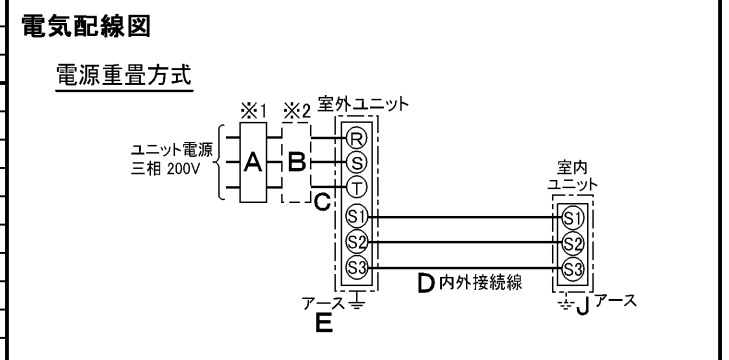 電気配線図
電源重畳方式
※1 ※2 室外ユニット
ユニット電源
三相 200V
A B
R
S
T
C
S1
S2
S3
室内
ユニット
S1
S2
S3
D 内外接続線
アース
E
J アース